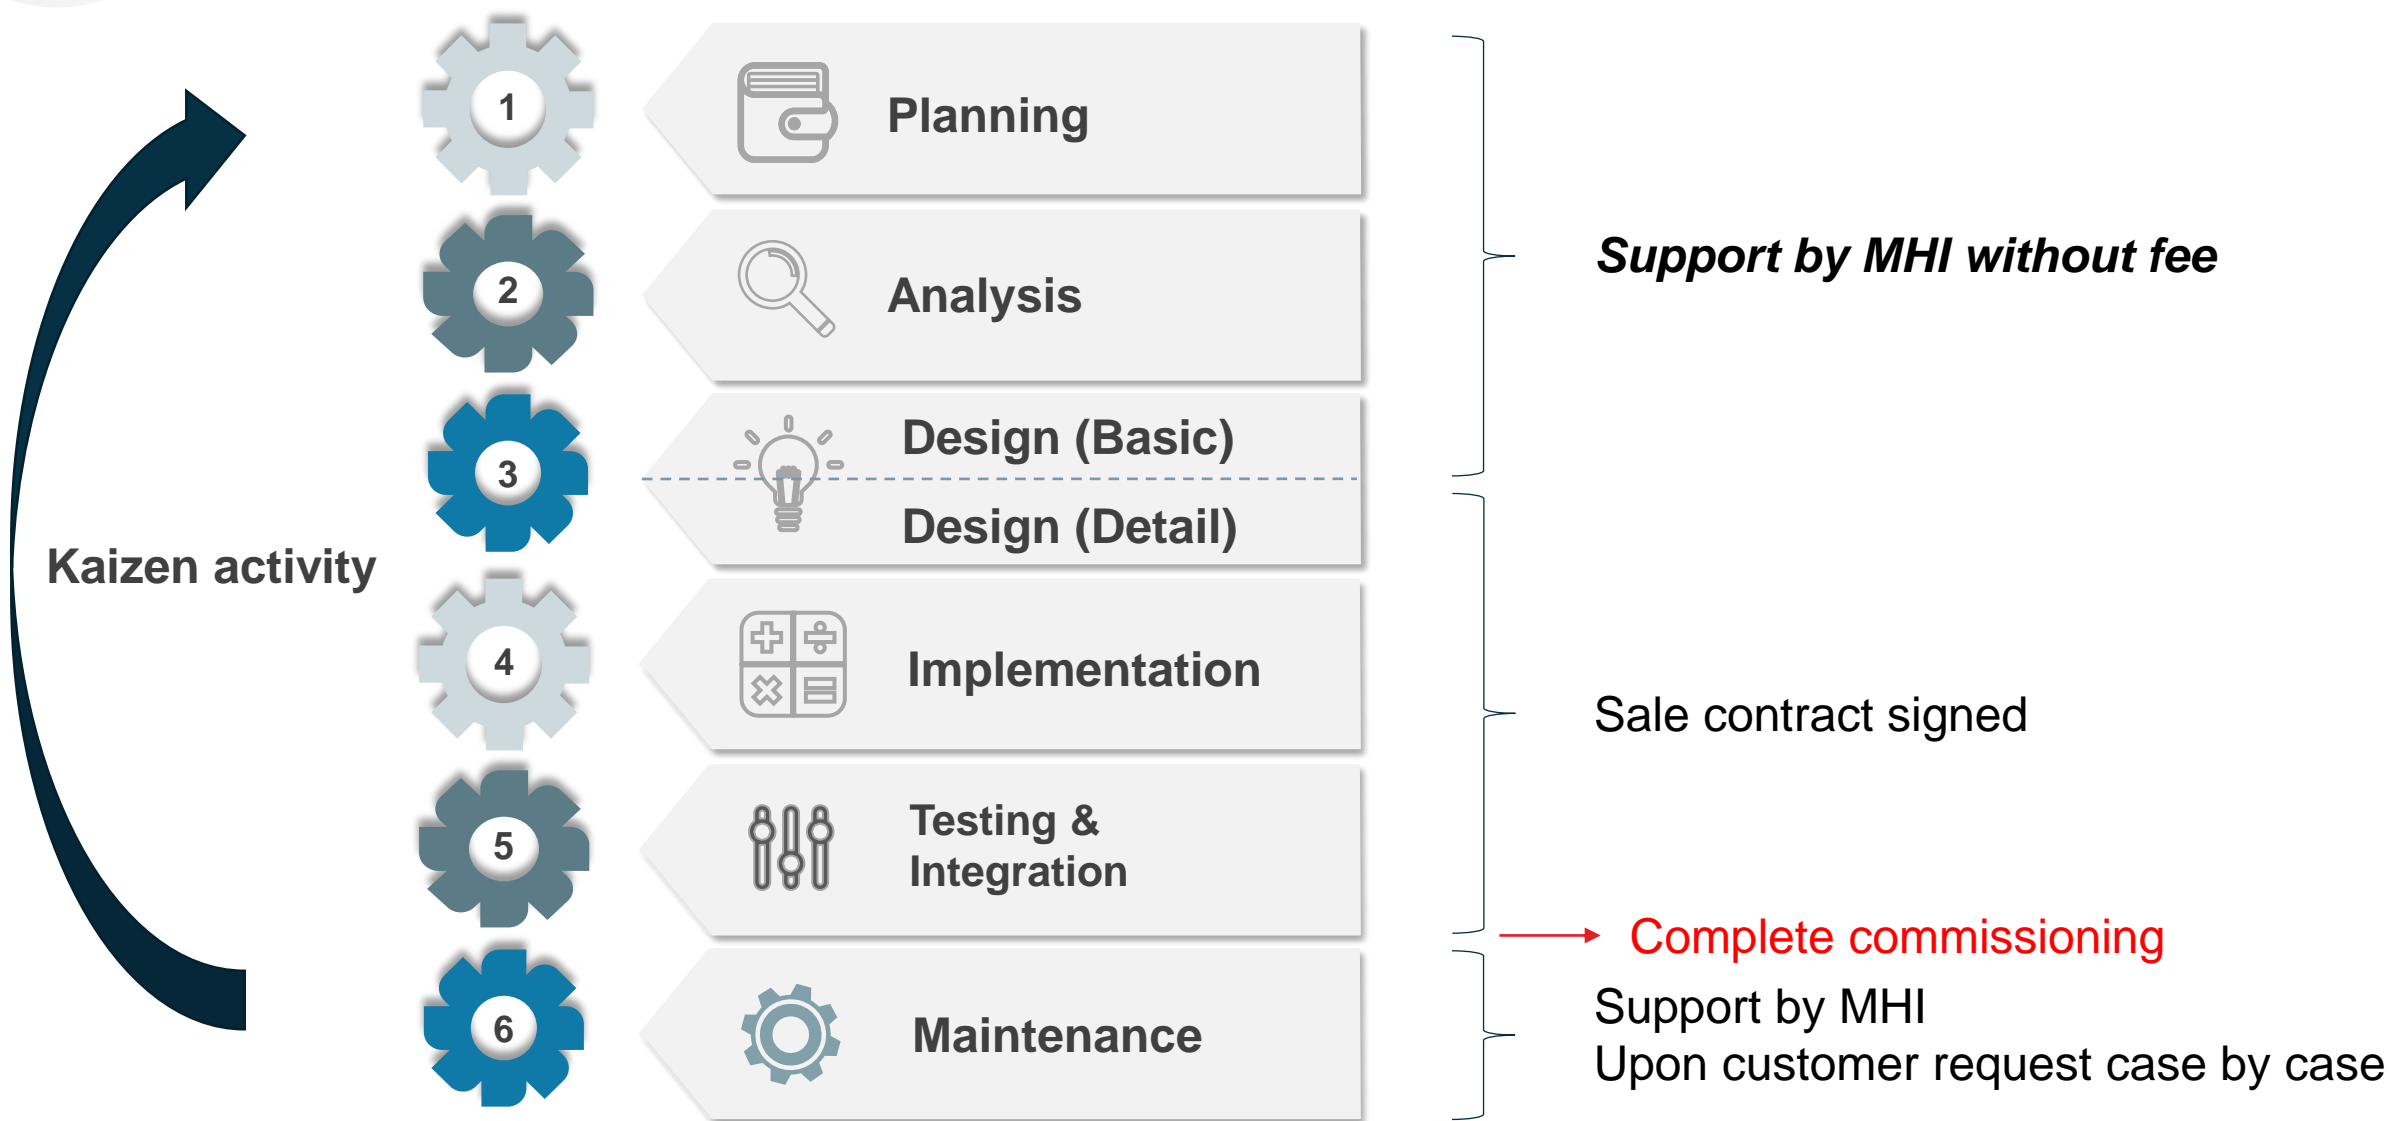 1
Planning
2
Analysis
Support by MHI without fee
3
Design (Basic)
Design (Detail)
Kaizen activity
4
Implementation
Sale contract signed
5
Testing &
Integration
Complete commissioning
6
Maintenance
Support by MHI
Upon customer request case by case